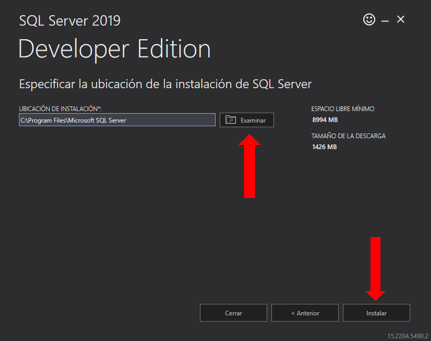 SQL Server 2019
Developer Edition
Especificar la ubicación de la instalación de SQL Server
UBICACIÓN DE INSTALACIÓN*:
C:\Program Files\Microsoft SQL Server
Examinar
ESPACIO LIBRE MÍNIMO
8994 MB
TAMAÑO DE LA DESCARGA
1426 MB
Cerrar
< Anterior
Instalar
15.2204.5490.2